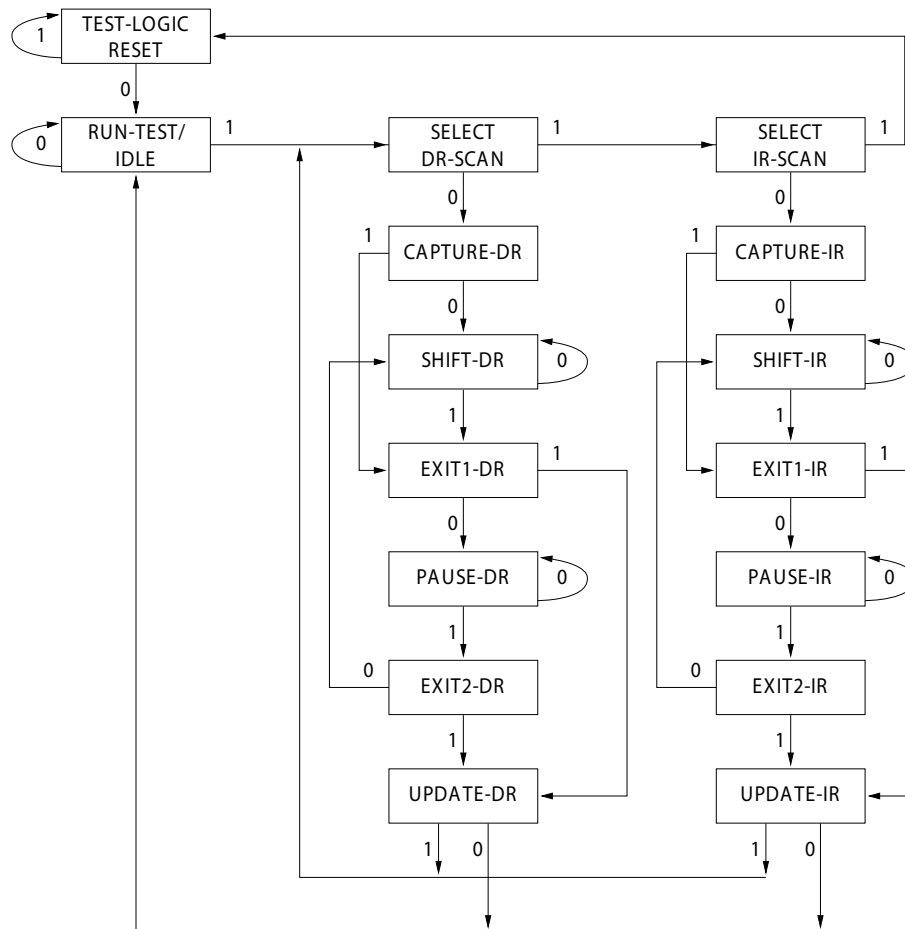 TEST-LOGIC
RESET
1
0
RUN-TEST/
IDLE
0
1
SELECT
DR-SCAN
1
SELECT
IR-SCAN
1
0
0
1
CAPTURE-DR
1
CAPTURE-IR
0
0
SHIFT-DR
0
SHIFT-IR
0
1
1
EXIT1-DR
1
EXIT1-IR
1
0
0
PAUSE-DR
0
PAUSE-IR
0
1
1
0
EXIT2-DR
0
EXIT2-IR
1
1
UPDATE-DR
UPDATE-IR
1
0
1
0